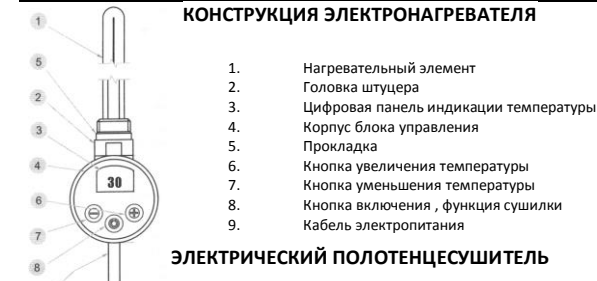 КОНСТРУКЦИЯ ЭЛЕКТРОНАГРЕВАТЕЛЯ
1. Нагревательный элемент
2. Головка штуцера
3. Цифровая панель индикации температуры
4. Корпус блока управления
5. Прокладка
6. Кнопка увеличения температуры
7. Кнопка уменьшения температуры
8. Кнопка включения , функция сушилки
9. Кабель электропитания
ЭЛЕКТРИЧЕСКИЙ ПОЛОТЕНЦЕСУШИТЕЛЬ
1
5
2
3
4
30
6
7
8